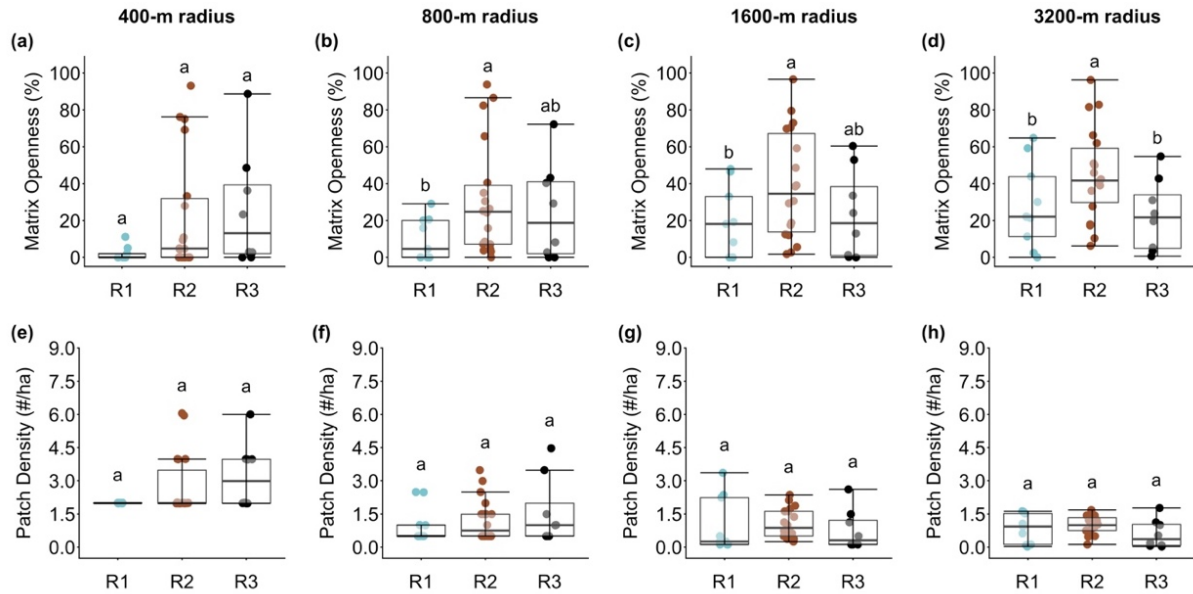 400-m radius
800-m radius
1600-m radius
3200-m radius
(a)
Matrix Openness (%)
100
80
60
40
20
0
a
a
a
R1 R2 R3
(b)
Matrix Openness (%)
100
80
60
40
20
0
b
a
ab
R1 R2 R3
(c)
Matrix Openness (%)
100
80
60
40
20
0
b
a
ab
R1 R2 R3
(d)
Matrix Openness (%)
100
80
60
40
20
0
b
a
b
R1 R2 R3
(e)
Patch Density (#/ha)
9.0
7.5
6.0
4.5
3.0
1.5
0.0
a
a
a
R1 R2 R3
(f)
Patch Density (#/ha)
9.0
7.5
6.0
4.5
3.0
1.5
0.0
a
a
a
R1 R2 R3
(g)
Patch Density (#/ha)
9.0
7.5
6.0
4.5
3.0
1.5
0.0
a
a
a
R1 R2 R3
(h)
Patch Density (#/ha)
9.0
7.5
6.0
4.5
3.0
1.5
0.0
a
a
a
R1 R2 R3